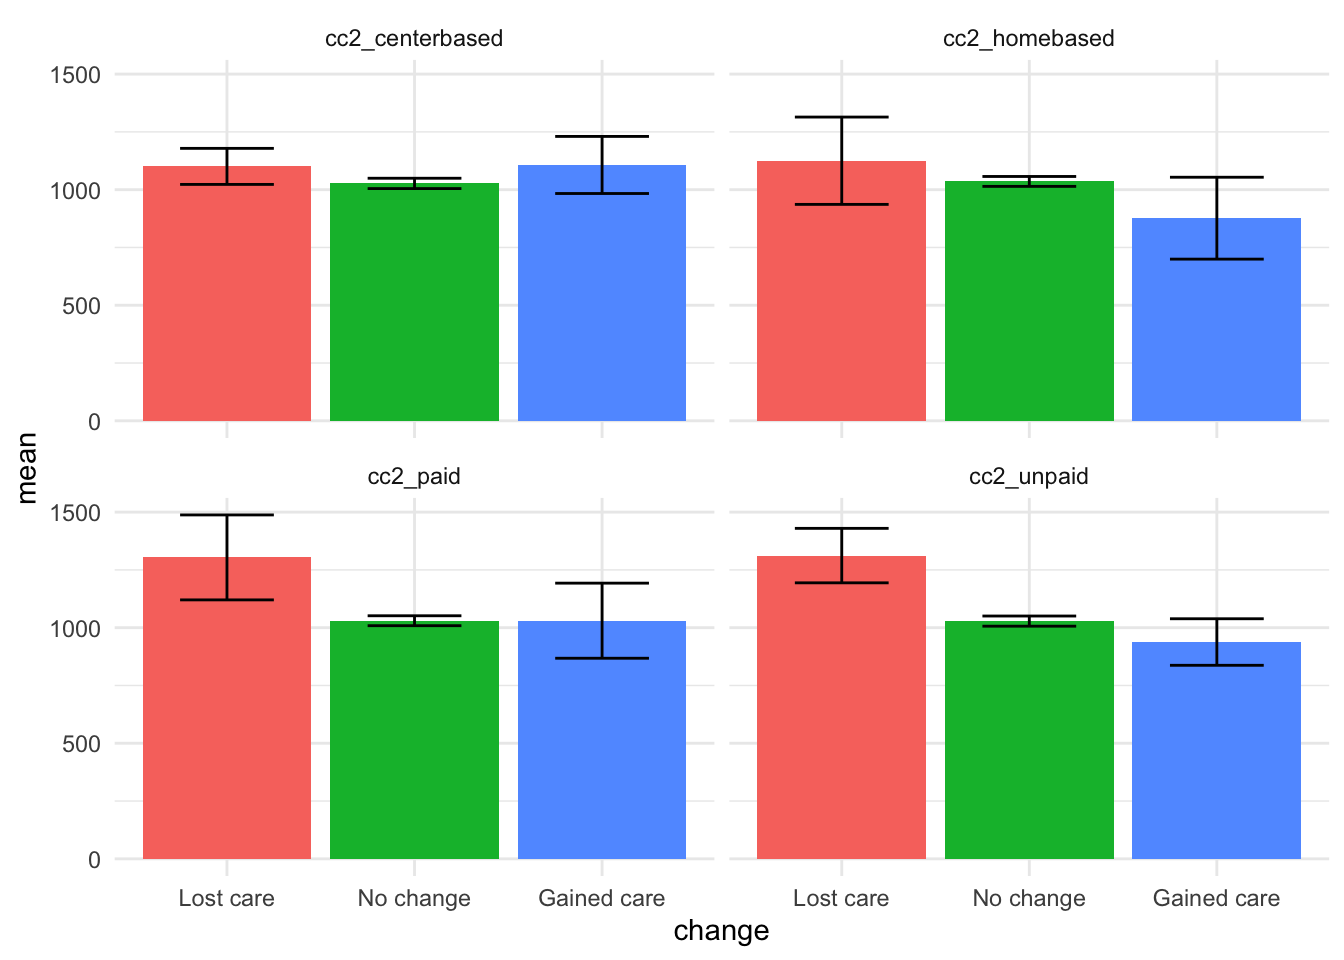 cc2_centerbased
cc2_homebased
1500
1000
500
0
mean
cc2_paid
cc2_unpaid
1500
1000
500
0
Lost care
No change
Gained care
Lost care
No change
Gained care
change